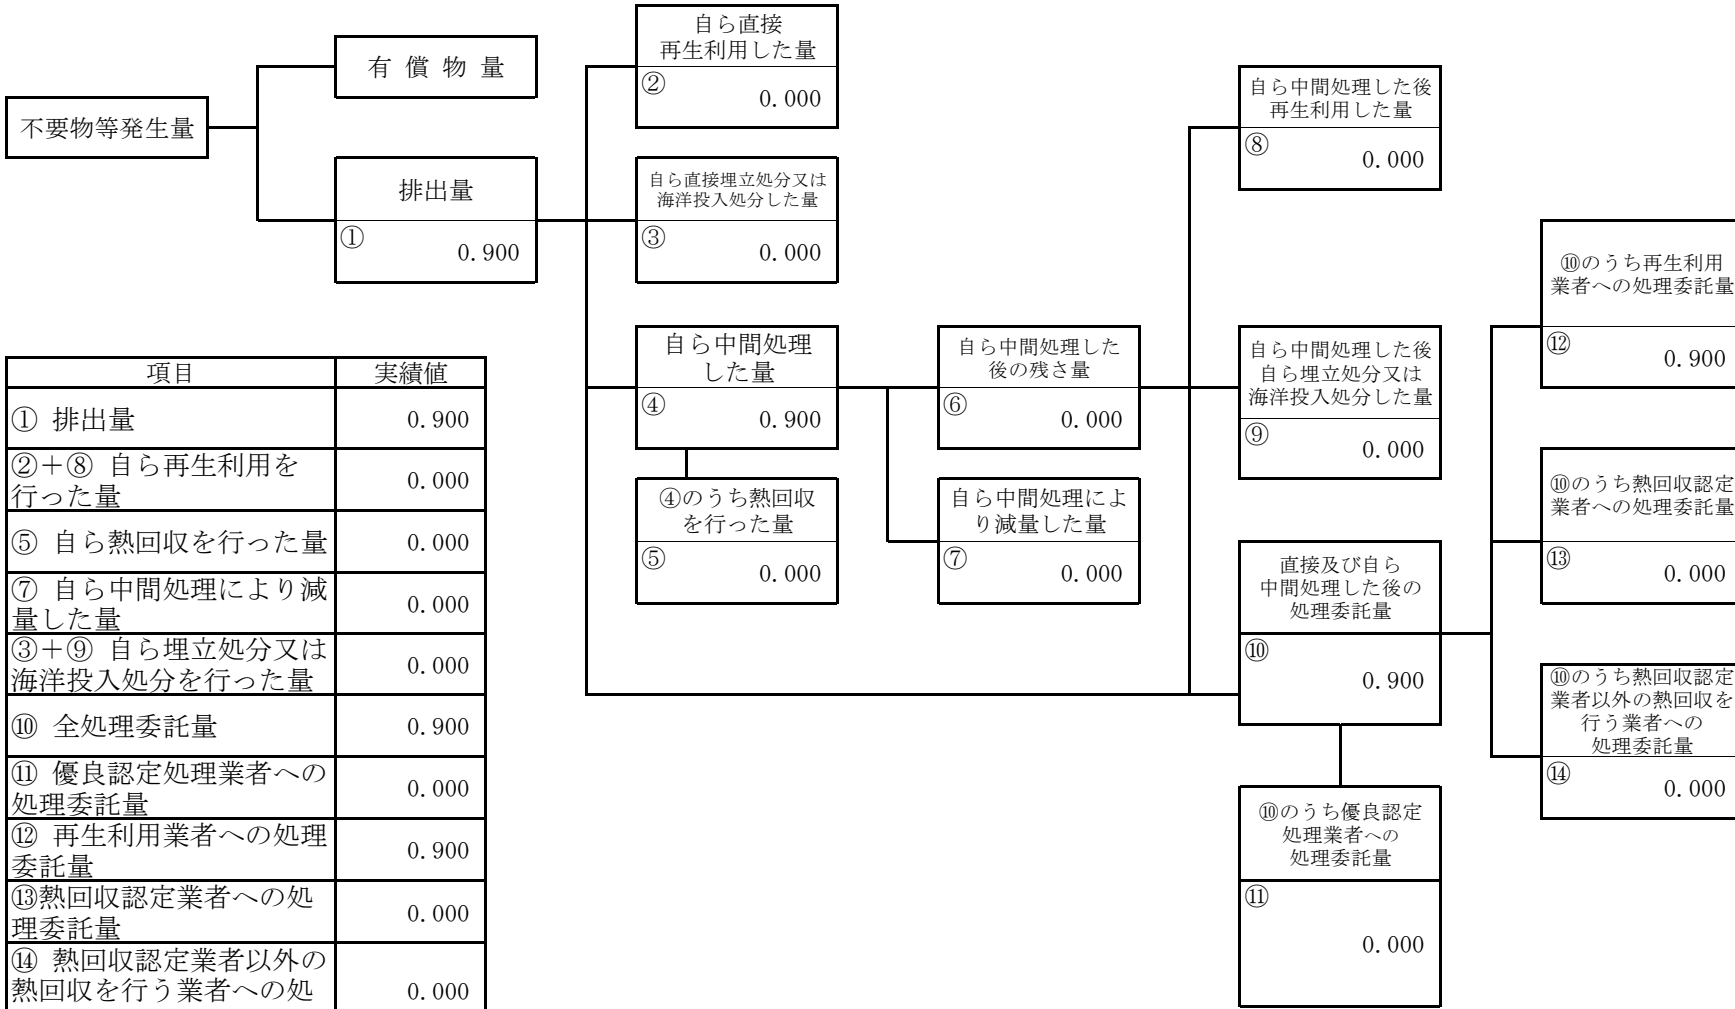 不要物等発生量
有 償 物 量
排出量
①
0.900
自ら直接
再生利用した量
②
0.000
自ら直接埋立処分又は
海洋投入処分した量
③
0.000
自ら中間処理
した量
④
0.900
④のうち熱回収
を行った量
⑤
0.000
自ら中間処理した
後の残さ量
⑥
0.000
自ら中間処理によ
り減量した量
⑦
0.000
自ら中間処理した後
再生利用した量
⑧
0.000
自ら中間処理した後
自ら埋立処分又は
海洋投入処分した量
⑨
0.000
直接及び自ら
中間処理した後の
処理委託量
⑩
0.900
⑩のうち優良認定
処理業者への
処理委託量
⑪
0.000
⑩のうち再生利用
業者への処理委託量
⑫
0.900
⑩のうち熱回収認定
業者への処理委託量
⑬
0.000
⑩のうち熱回収認定
業者以外の熱回収を
行う業者への
処理委託量
⑭
0.000
項目 実績値
① 排出量 0.900
②＋⑧ 自ら再生利用を
行った量 0.000
⑤ 自ら熱回収を行った量 0.000
⑦ 自ら中間処理により減
量した量 0.000
③＋⑨ 自ら埋立処分又は
海洋投入処分を行った量 0.000
⑩ 全処理委託量 0.900
⑪ 優良認定処理業者への
処理委託量 0.000
⑫ 再生利用業者への処理
委託量 0.900
⑬熱回収認定業者への処
理委託量 0.000
⑭ 熱回収認定業者以外の
熱回収を行う業者への処 0.000